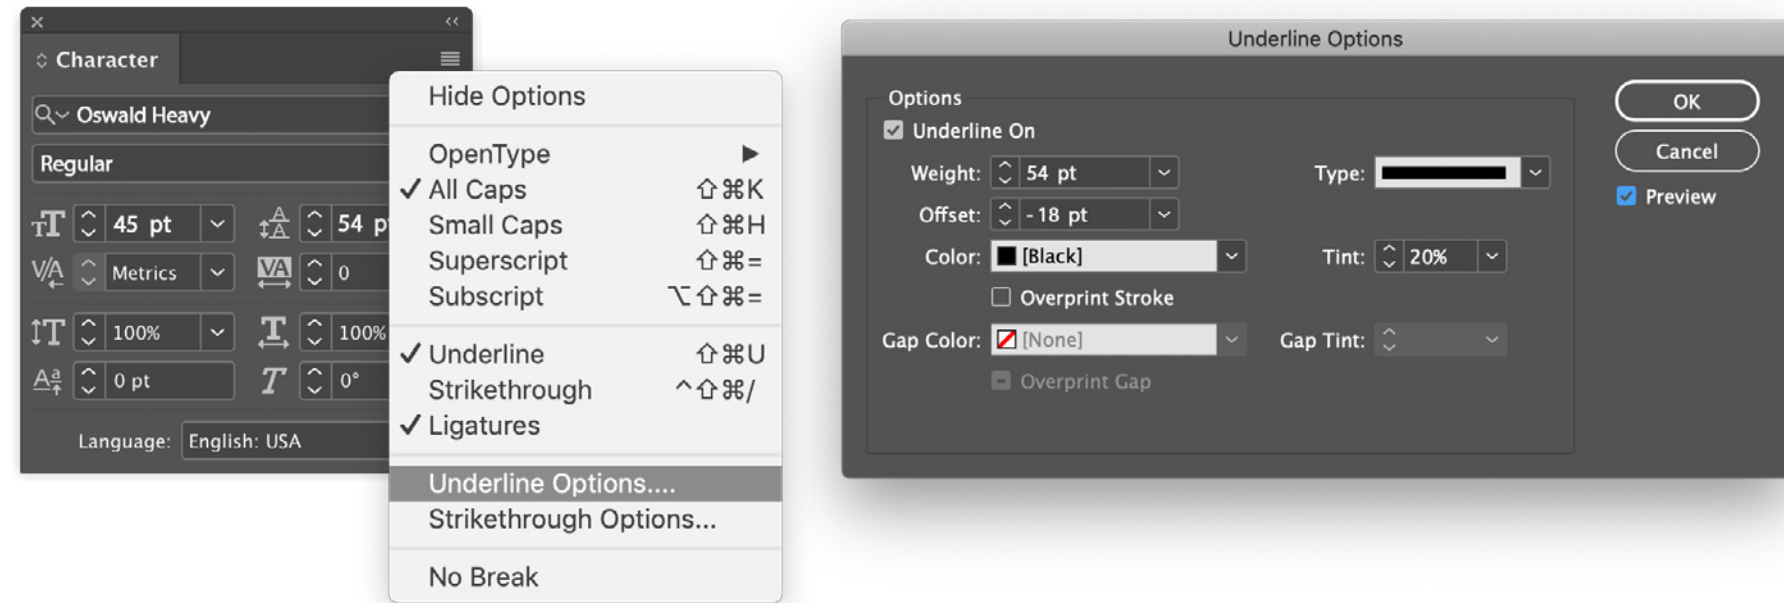 Character
Oswald Heavy
Regular
45 pt
54 p
Metrics
0
100%
100%
0 pt
0°
Language: English: USA
Hide Options
OpenType ▶
✓ All Caps ⇧⌘K
Small Caps ⇧⌘H
Superscript ⇧⌘=
Subscript ⌥⇧⌘=
✓ Underline ⇧⌘U
Strikethrough ^⇧⌘/
✓ Ligatures
Underline Options....
Strikethrough Options...
No Break
Underline Options
Options
Underline On
Weight: 54 pt
Type:
Offset: -18 pt
Color: [Black]
Tint: 20%
Overprint Stroke
Gap Color: [None]
Gap Tint:
Overprint Gap
OK
Cancel
Preview